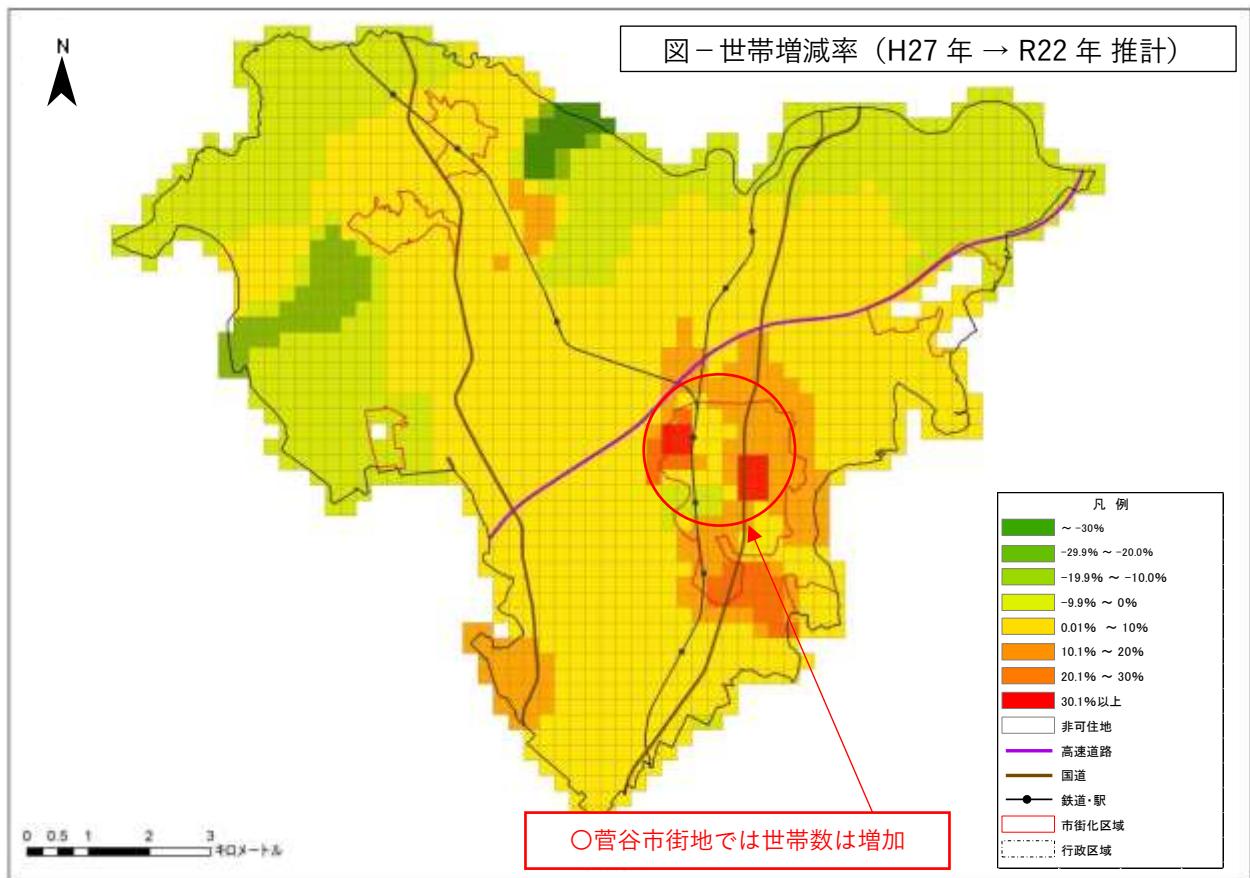 図－世帯増減率（H27 年 → R22 年 推計）
N
凡 例
～ -30%
-29.9% ～ -20.0%
-19.9% ～ -10.0%
-9.9% ～ 0%
0.01% ～ 10%
10.1% ～ 20%
20.1% ～ 30%
30.1%以上
非可住地
高速道路
国道
鉄道・駅
市街化区域
行政区域
0 0.5 1 2 3
キロメートル
〇菅谷市街地では世帯数は増加